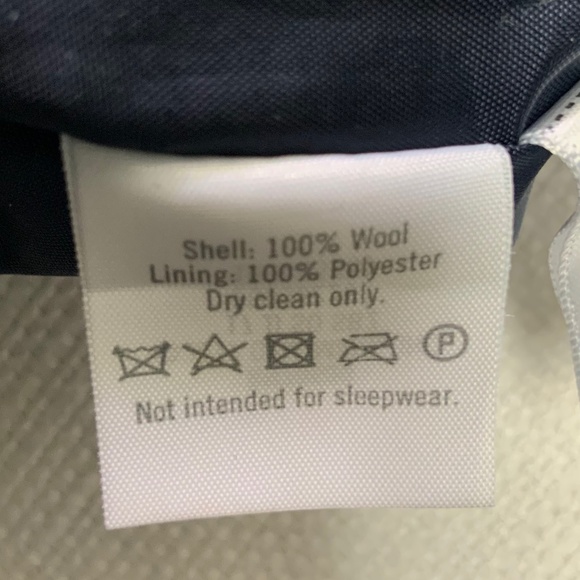 Shell: 100% Wool
Lining: 100% Polyester
Dry clean only.
P
Not intended for sleepwear.